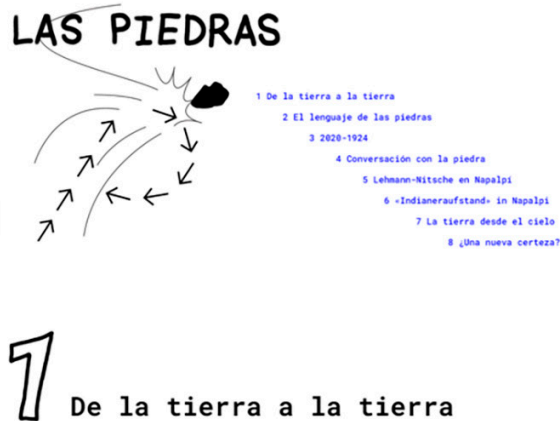 LAS PIEDRAS
1 De la tierra a la tierra
2 El lenguaje de las piedras
3 2020-1924
4 Conversación con la piedra
5 Lehmann-Nitsche en Napalpí
6 «Indianeraufstand» in Napalpí
7 La tierra desde el cielo
8 ¿Una nueva certeza?
1
De la tierra a la tierra